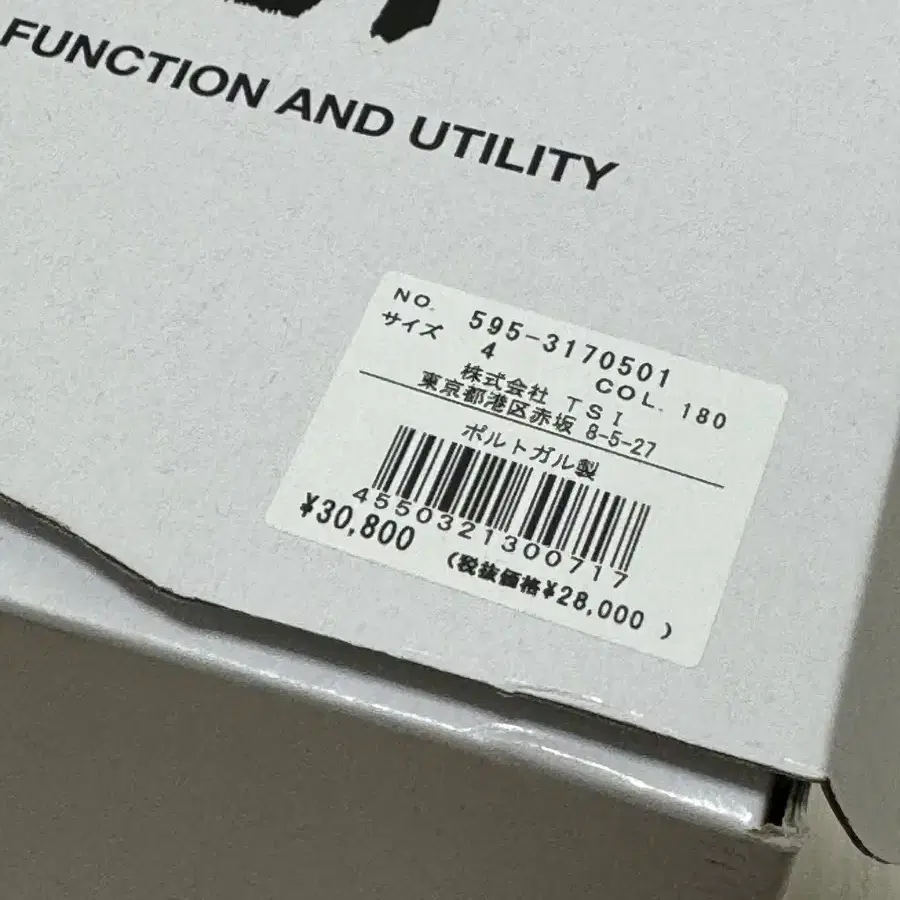 FUNCTION AND UTILITY
NO. 595-3170501
サイズ 4 COL. 180
株式会社 TSI
東京都港区赤坂 8-5-27
ポルトガル製
4550321300717
¥30,800
(税抜価格¥28,000 )